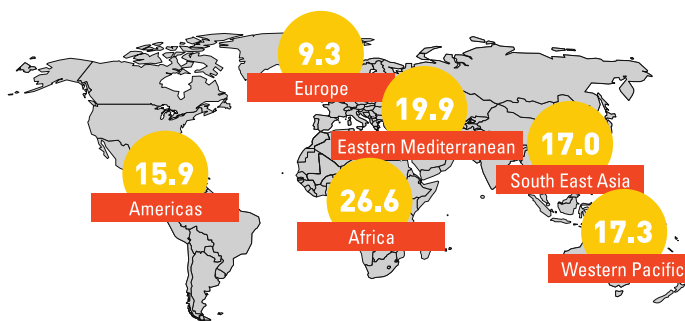 9.3
Europe
19.9
Eastern Mediterranean
17.0
South East Asia
15.9
Americas
26.6
Africa
17.3
Western Pacific